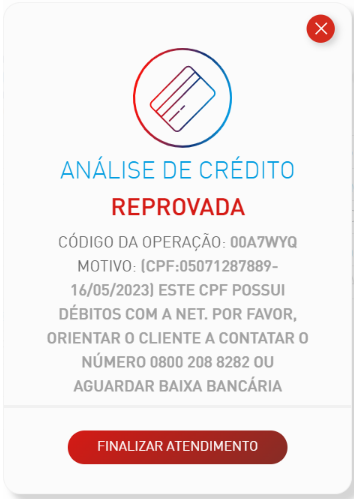 ANÁLISE DE CRÉDITO
REPROVADA
CÓDIGO DA OPERAÇÃO: 00A7WYQ
MOTIVO: (CPF:05071287889-
16/05/2023) ESTE CPF POSSUI
DÉBITOS COM A NET. POR FAVOR,
ORIENTAR O CLIENTE A CONTATAR O
NÚMERO 0800 208 8282 OU
AGUARDAR BAIXA BANCÁRIA
FINALIZAR ATENDIMENTO